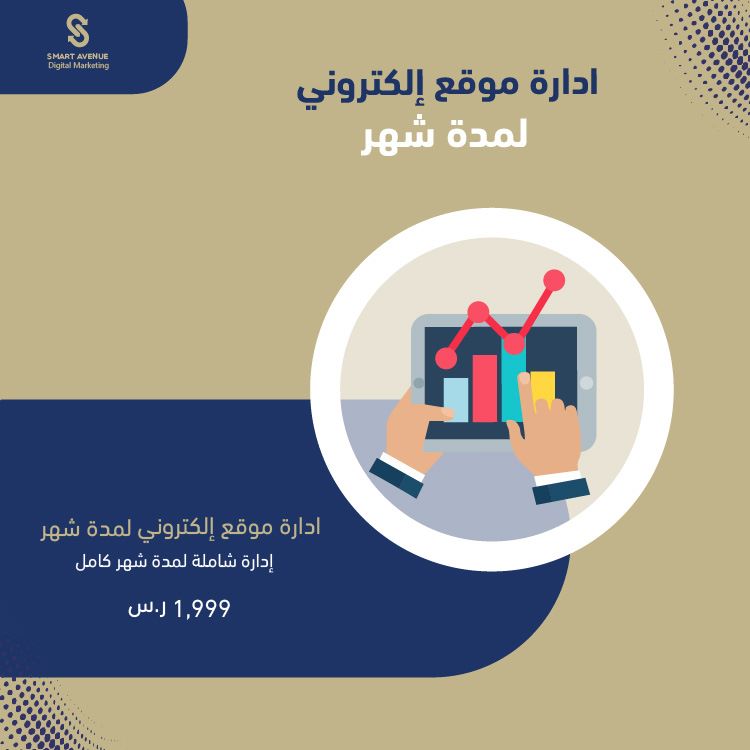 SMART AVENUE
Digital Marketing
ادارة موقع إلكتروني
لمدة شهر
ادارة موقع إلكتروني لمدة شهر
إدارة شاملة لمدة شهر كامل
1,999 ر.س